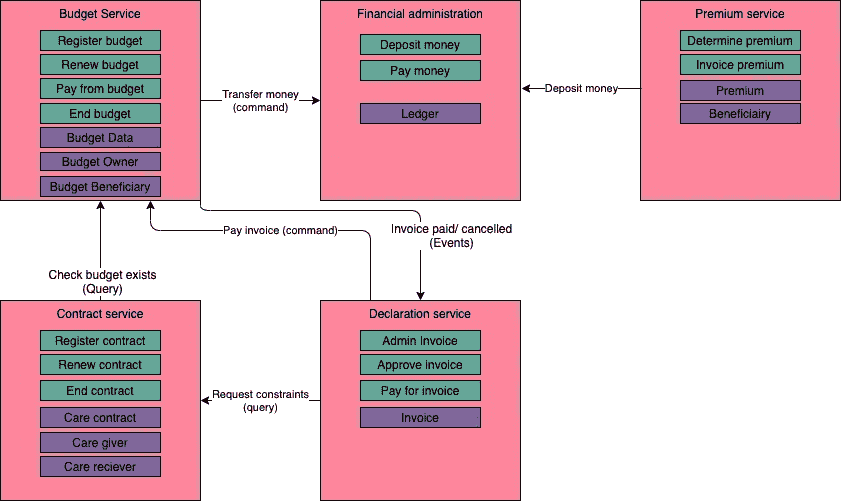 Budget Service
Register budget
Renew budget
Pay from budget
End budget
Budget Data
Budget Owner
Budget Beneficiary
Transfer money
(command)
Financial administration
Deposit money
Pay money
Ledger
Deposit money
Premium service
Determine premium
Invoice premium
Premium
Beneficiairy
Pay invoice (command)
Invoice paid/ cancelled
(Events)
Check budget exists
(Query)
Contract service
Register contract
Renew contract
End contract
Care contract
Care giver
Care reciever
Request constraints
(query)
Declaration service
Admin Invoice
Approve invoice
Pay for invoice
Invoice